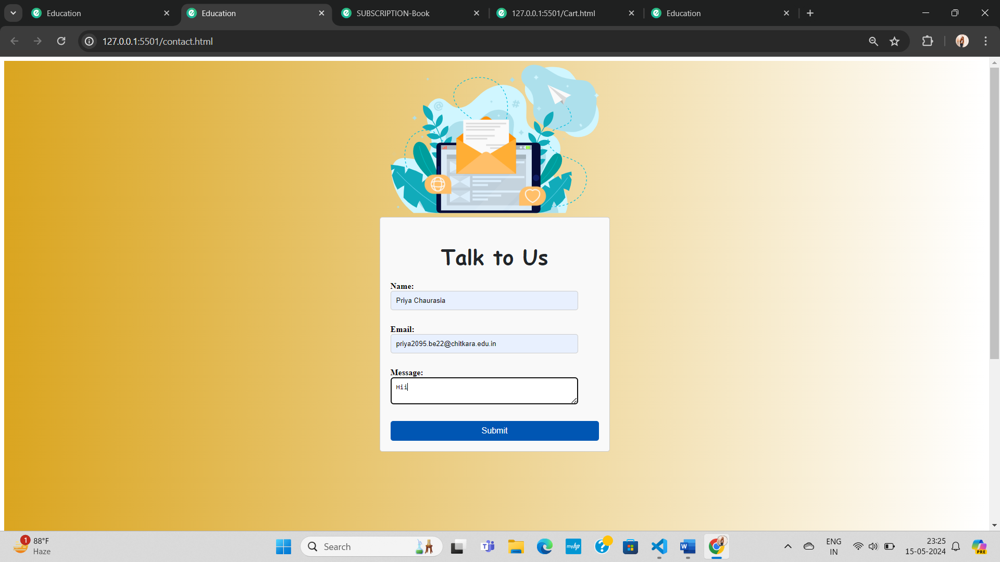 Education
Education
SUBSCRIPTION-Book
127.0.0.1:5501/Cart.html
Education
127.0.0.1:5501/contact.html
@
#
Talk to Us
Name:
Priya Chaurasia
Email:
priya2095.be22@chitkara.edu.in
Message:
Hii
Submit
1
88°F
Haze
Search
T
myhp
?
W
PRE
ENG
IN
23:25
15-05-2024